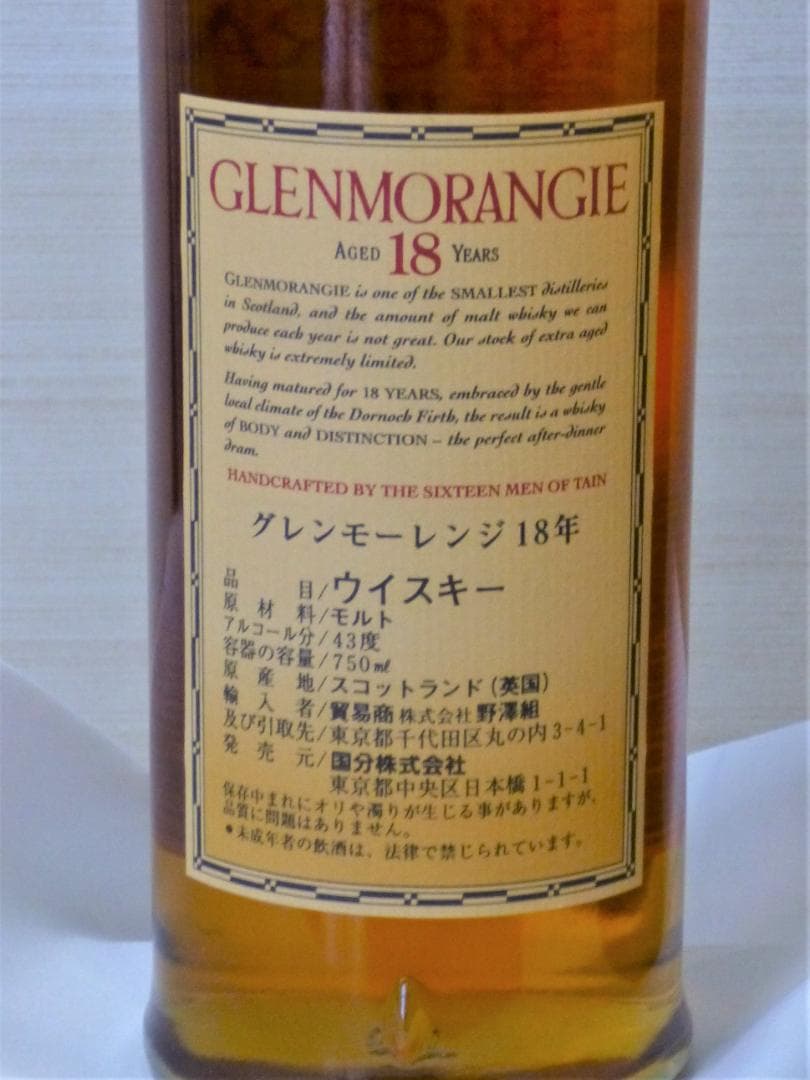 GLENMORANGIE
AGED 18 YEARS
GLENMORANGIE is one of the SMALLEST distilleries
in Scotland, and the amount of malt whisky we can
produce each year is not great. Our stock of extra aged
whisky is extremely limited.
Having matured for 18 YEARS, embraced by the gentle
local climate of the Dornoch Firth, the result is a whisky
of BODY and DISTINCTION – the perfect after-dinner
dram.
HANDCRAFTED BY THE SIXTEEN MEN OF TAIN
グレンモーレンジ 18年
品目/ウイスキー
原材料/モルト
アルコール分/43度
容器の容量/750㎖
原産地/スコットランド(英国)
輸入者/貿易商 株式会社 野澤組
及び引取先/東京都千代田区丸の内3-4-1
発売元/国分株式会社
東京都中央区日本橋1-1-1
保存中まれにオリや濁りが生じる事がありますが、
品質に問題はありません。
●未成年者の飲酒は、法律で禁じられています。